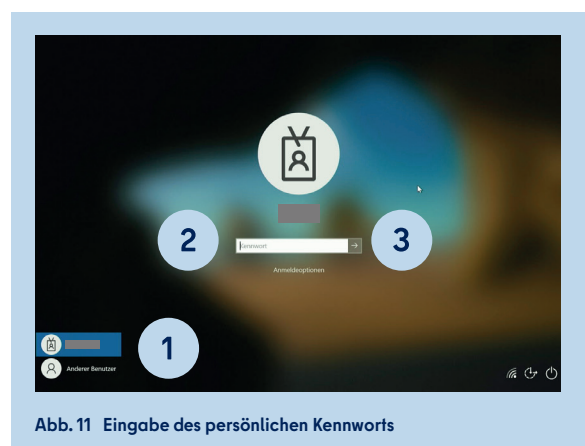 2
Kennwort
3
Anmeldeoptionen
1
Anderer Benutzer
Abb. 11 Eingabe des persönlichen Kennworts